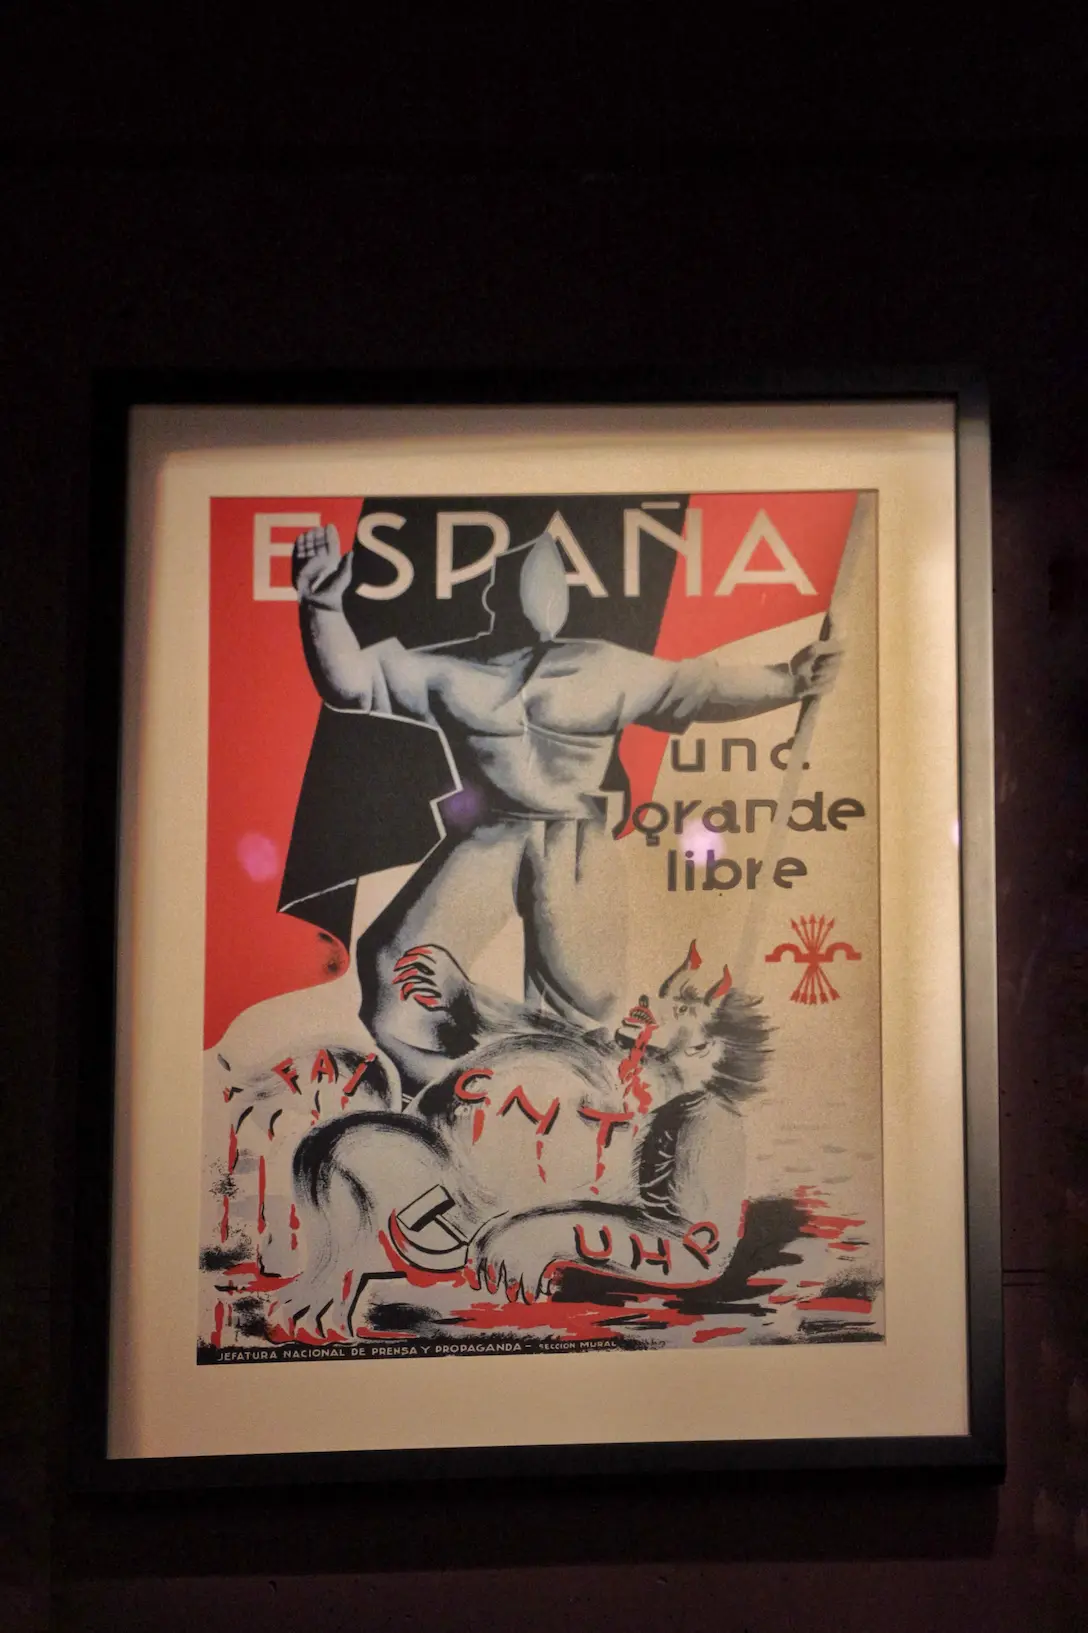 ESPAÑA
una
grande
libre
FAI
CNT
UHP
JEFATURA NACIONAL DE PRENSA Y PROPAGANDA - SECCION MURAL